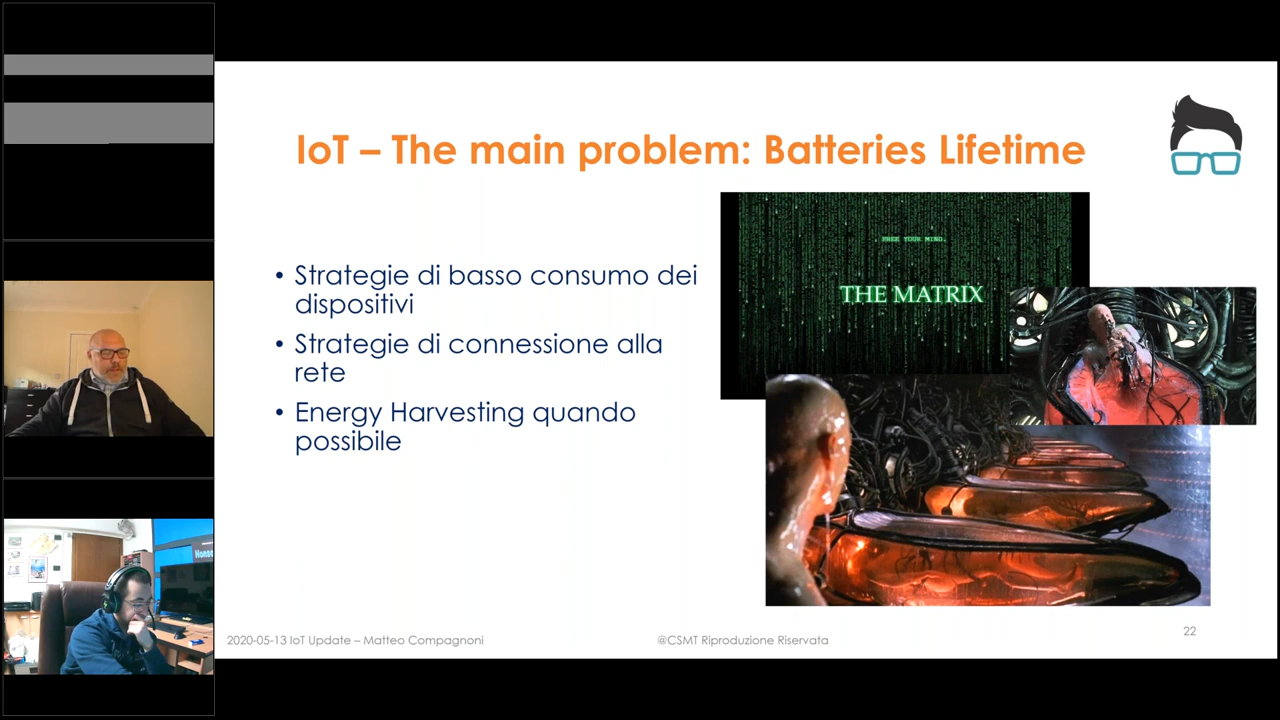 IoT – The main problem: Batteries Lifetime
• Strategie di basso consumo dei
dispositivi
• Strategie di connessione alla
rete
• Energy Harvesting quando
possibile
FREE YOUR MIND.
THE MATRIX
2020-05-13 IoT Update – Matteo Compagnoni
@CSMT Riproduzione Riservata
22